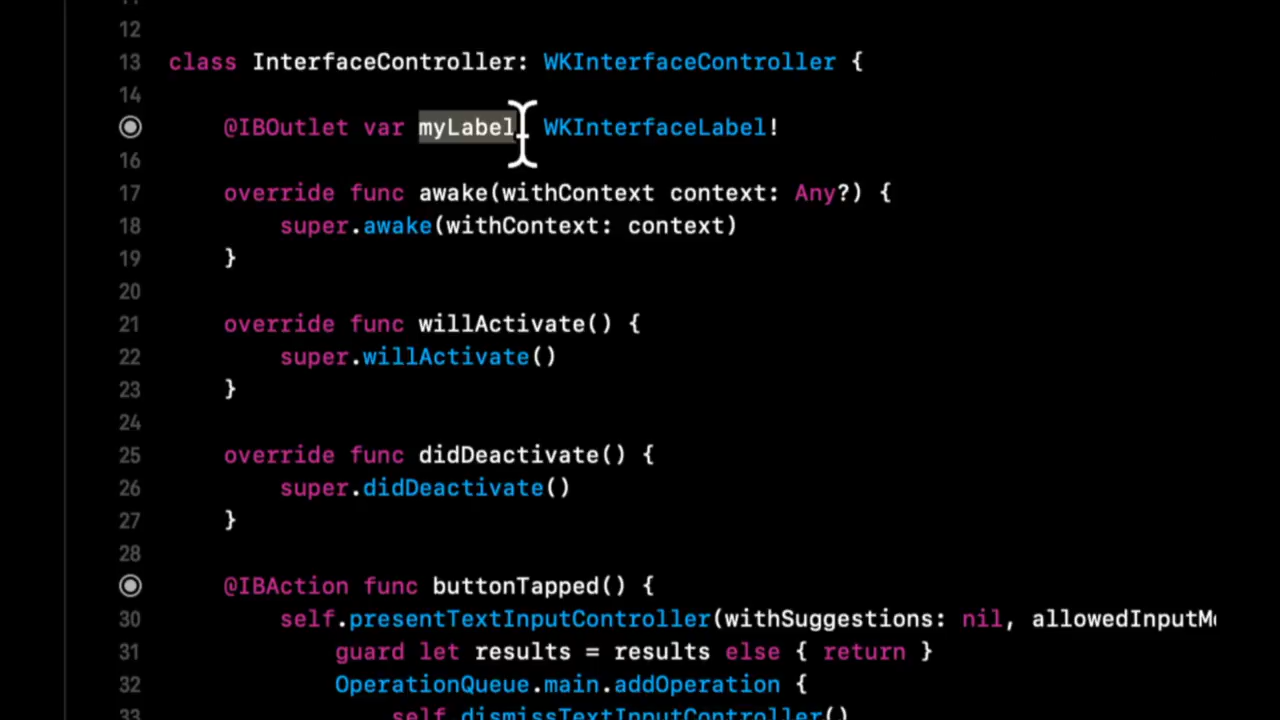 12
13 class InterfaceController: WKInterfaceController {
14
@IBOutlet var myLabel: WKInterfaceLabel!
16
17 override func awake(withContext context: Any?) {
18 super.awake(withContext: context)
19 }
20
21 override func willActivate() {
22 super.willActivate()
23 }
24
25 override func didDeactivate() {
26 super.didDeactivate()
27 }
28
@IBAction func buttonTapped() {
30 self.presentTextInputController(withSuggestions: nil, allowedInputM
31 guard let results = results else { return }
32 OperationQueue.main.addOperation {
33 self.dismissTextInputController()